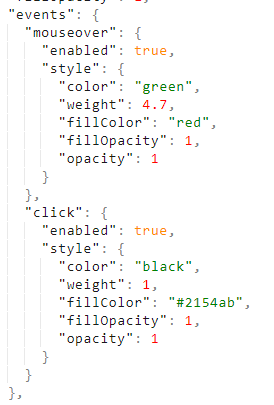 "events": {
"mouseover": {
"enabled": true,
"style": {
"color": "green",
"weight": 4.7,
"fillColor": "red",
"fillOpacity": 1,
"opacity": 1
}
},
"click": {
"enabled": true,
"style": {
"color": "black",
"weight": 1,
"fillColor": "#2154ab",
"fillOpacity": 1,
"opacity": 1
}
}
},